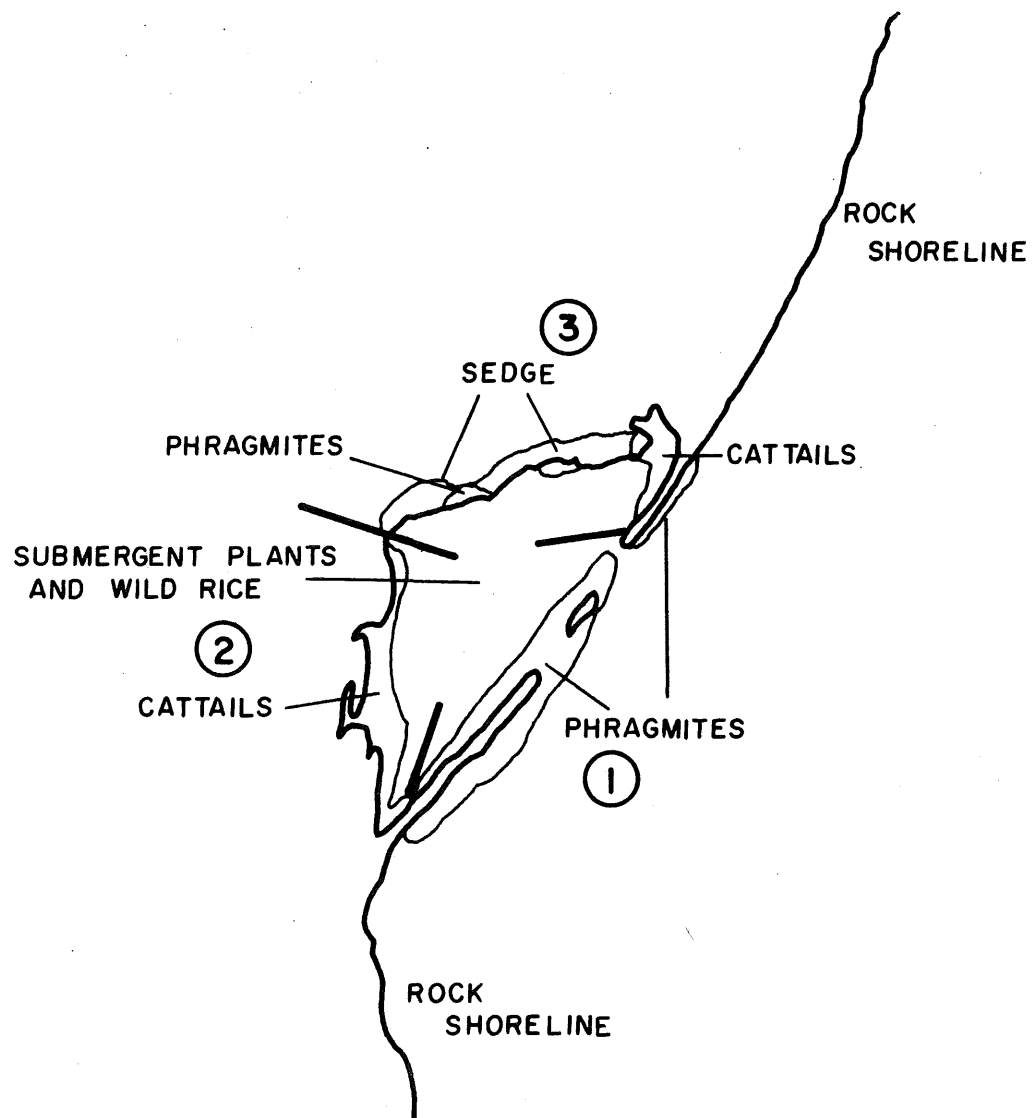 ROCK
SHORELINE
3
SEDGE
PHRAGMITES
CATTAILS
SUBMERGENT PLANTS
AND WILD RICE
2
CATTAILS
PHRAGMITES
1
ROCK
SHORELINE